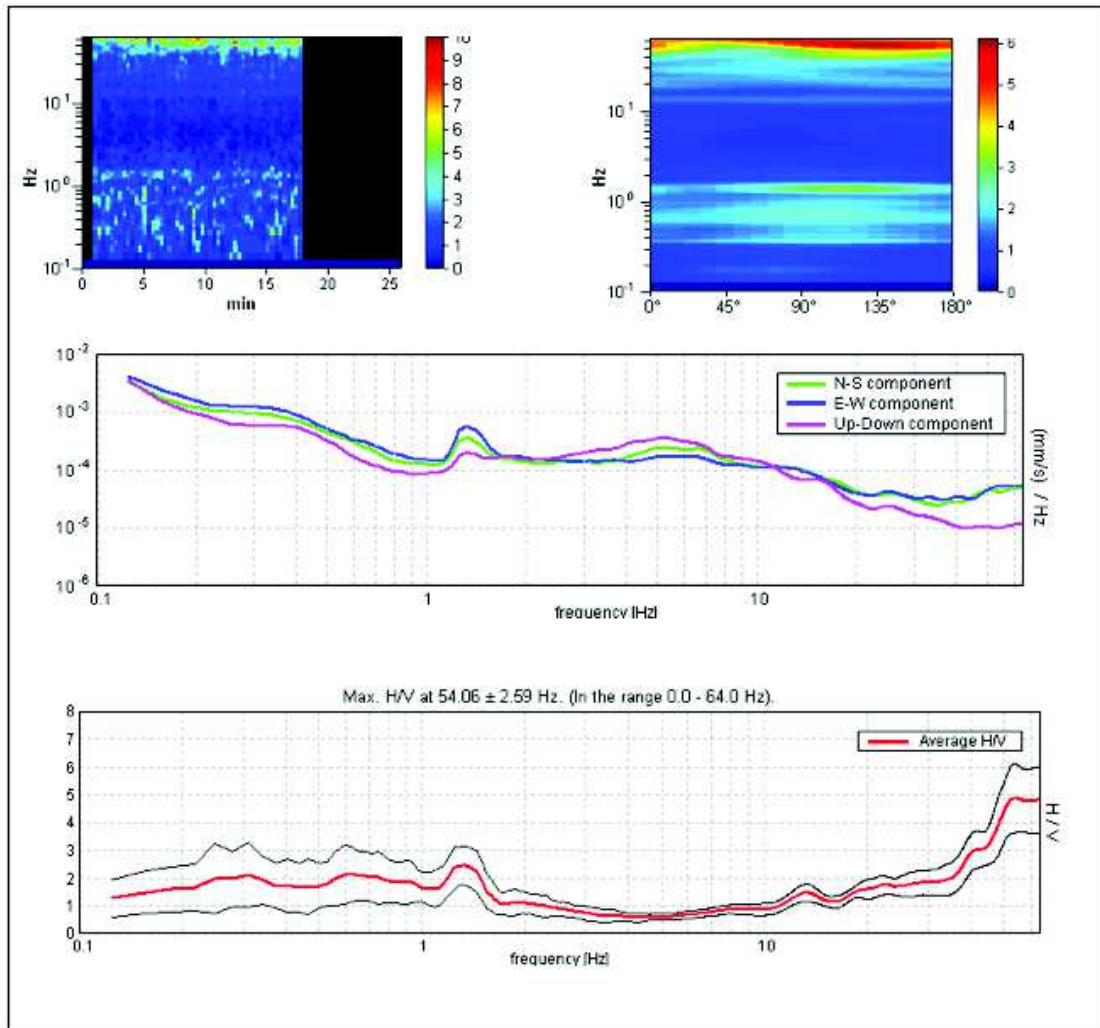 10
9
8
7
6
5
4
3
2
1
0
10¹
10⁰
10⁻¹
Hz
0 5 10 15 20 25
min
6
5
4
3
2
1
0
10¹
10⁰
10⁻¹
Hz
0° 45° 90° 135° 180°
10⁻²
10⁻³
10⁻⁴
10⁻⁵
10⁻⁶
N-S component
E-W component
Up-Down component
(mm/s) / Hz
0.1 1 10
frequency [Hz]
Max. H/V at 54.06 ± 2.59 Hz. (In the range 0.0 - 64.0 Hz).
8
7
6
5
4
3
2
1
0
Average H/V
H / V
0.1 1 10
frequency [Hz]